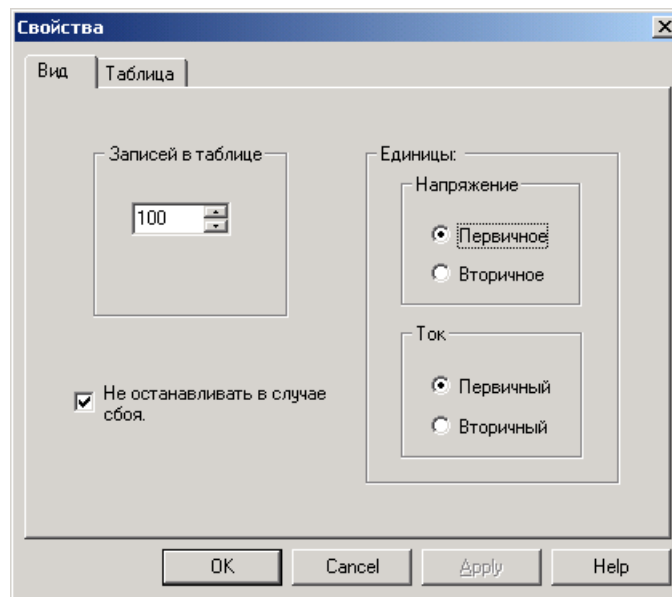 Свойства
Вид
Таблица
Записей в таблице
100
Не останавливать в случае
сбоя.
Единицы:
Напряжение
Первичное
Вторичное
Ток
Первичный
Вторичный
OK
Cancel
Apply
Help